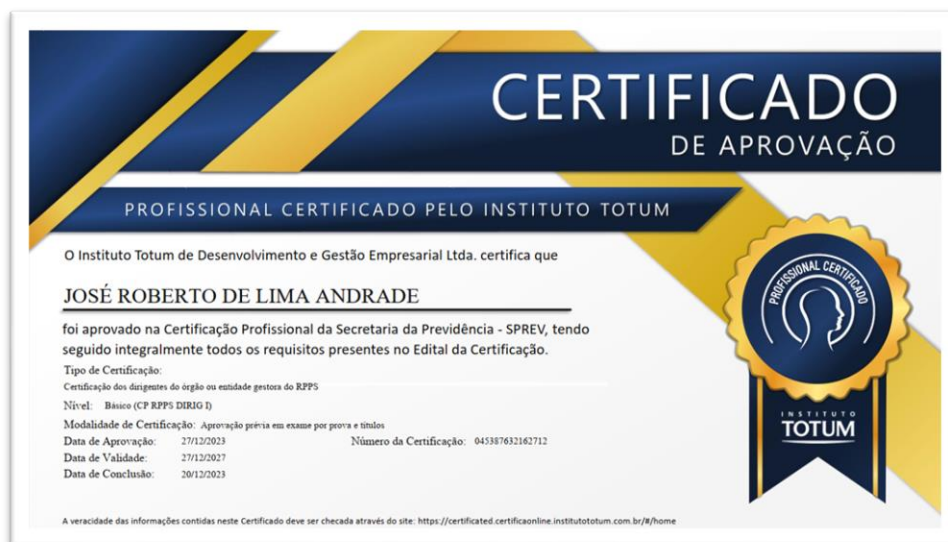 CERTIFICADO
DE APROVAÇÃO
PROFISSIONAL CERTIFICADO PELO INSTITUTO TOTUM
O Instituto Totum de Desenvolvimento e Gestão Empresarial Ltda. certifica que
JOSÉ ROBERTO DE LIMA ANDRADE
foi aprovado na Certificação Profissional da Secretaria da Previdência - SPREV, tendo
seguido integralmente todos os requisitos presentes no Edital da Certificação.
Tipo de Certificação:
Certificação dos dirigentes do órgão ou entidade gestora do RPPS
Nível: Básico (CP RPPS DIRIG I)
Modalidade de Certificação: Aprovação prévia em exame por prova e títulos
Data de Aprovação: 27/12/2023 Número da Certificação: 045387632162712
Data de Validade: 27/12/2027
Data de Conclusão: 20/12/2023
PROFISSIONAL CERTIFICADO
INSTITUTO
TOTUM
A veracidade das informações contidas neste Certificado deve ser checada através do site: https://certificated.certificaonline.institutototum.com.br/#/home